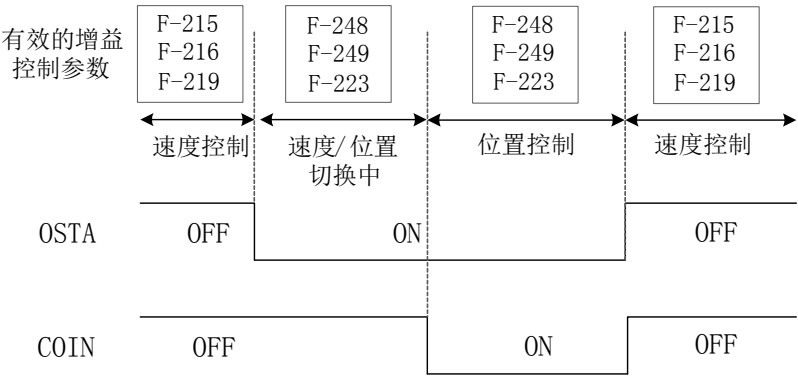 有效的增益
控制参数
F-215
F-216
F-219
F-248
F-249
F-223
F-248
F-249
F-223
F-215
F-216
F-219
速度控制
速度/位置
切换中
位置控制
速度控制
OSTA
OFF
ON
OFF
COIN
OFF
ON
OFF